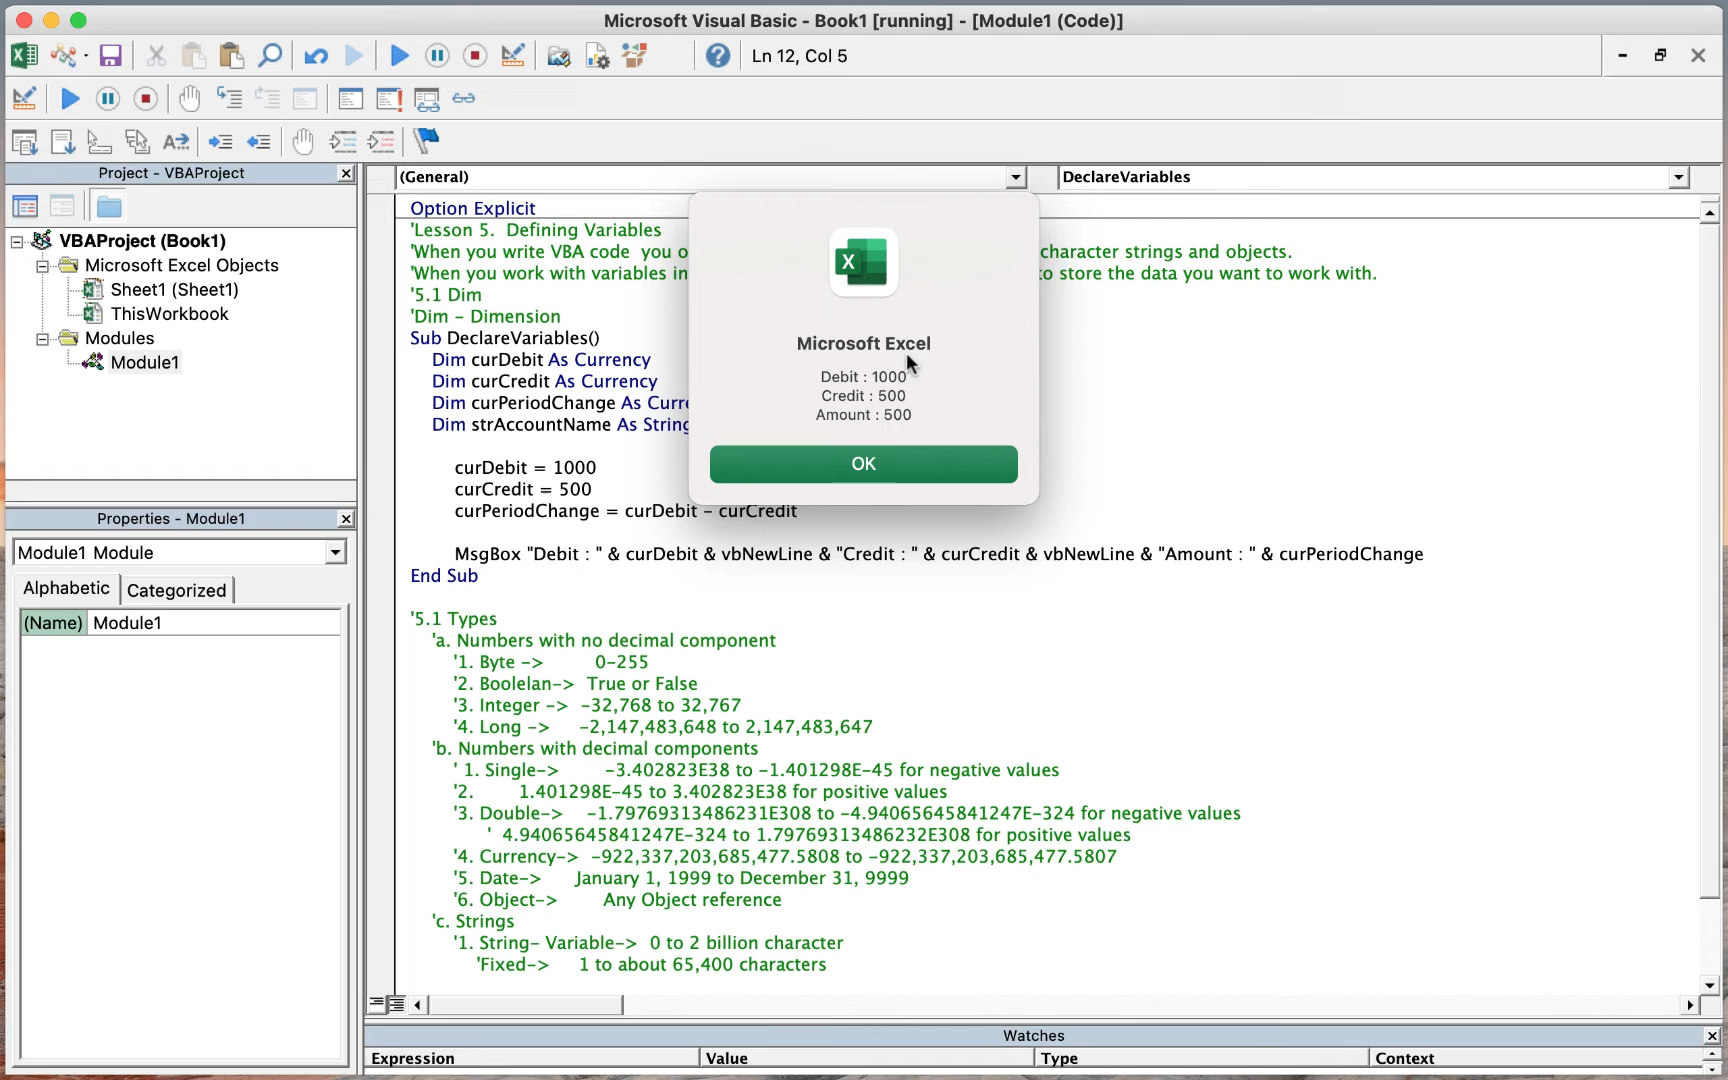 Microsoft Visual Basic - Book1 [running] - [Module1 (Code)]
Ln 12, Col 5
Project - VBAProject
VBAProject (Book1)
Microsoft Excel Objects
Sheet1 (Sheet1)
ThisWorkbook
Modules
Module1
Properties - Module1
Module1 Module
Alphabetic
Categorized
(Name) Module1
(General)
DeclareVariables
Option Explicit
'Lesson 5.  Defining Variables
'When you write VBA code  you o
character strings and objects.
'When you work with variables in
to store the data you want to work with.
'5.1 Dim
'Dim - Dimension
Sub DeclareVariables()
Dim curDebit As Currency
Dim curCredit As Currency
Dim curPeriodChange As Curre
Dim strAccountName As String
curDebit = 1000
curCredit = 500
curPeriodChange = curDebit - curCredit
MsgBox "Debit : " & curDebit & vbNewLine & "Credit : " & curCredit & vbNewLine & "Amount : " & curPeriodChange
End Sub
'5.1 Types
'a. Numbers with no decimal component
'1. Byte -> 0-255
'2. Boolelan-> True or False
'3. Integer -> -32,768 to 32,767
'4. Long -> -2,147,483,648 to 2,147,483,647
'b. Numbers with decimal components
' 1. Single-> -3.402823E38 to -1.401298E-45 for negative values
'2. 1.401298E-45 to 3.402823E38 for positive values
'3. Double-> -1.79769313486231E308 to -4.94065645841247E-324 for negative values
' 4.94065645841247E-324 to 1.79769313486232E308 for positive values
'4. Currency-> -922,337,203,685,477.5808 to -922,337,203,685,477.5807
'5. Date-> January 1, 1999 to December 31, 9999
'6. Object-> Any Object reference
'c. Strings
'1. String- Variable-> 0 to 2 billion character
'Fixed-> 1 to about 65,400 characters
Microsoft Excel
Debit : 1000
Credit : 500
Amount : 500
OK
Watches
Expression
Value
Type
Context